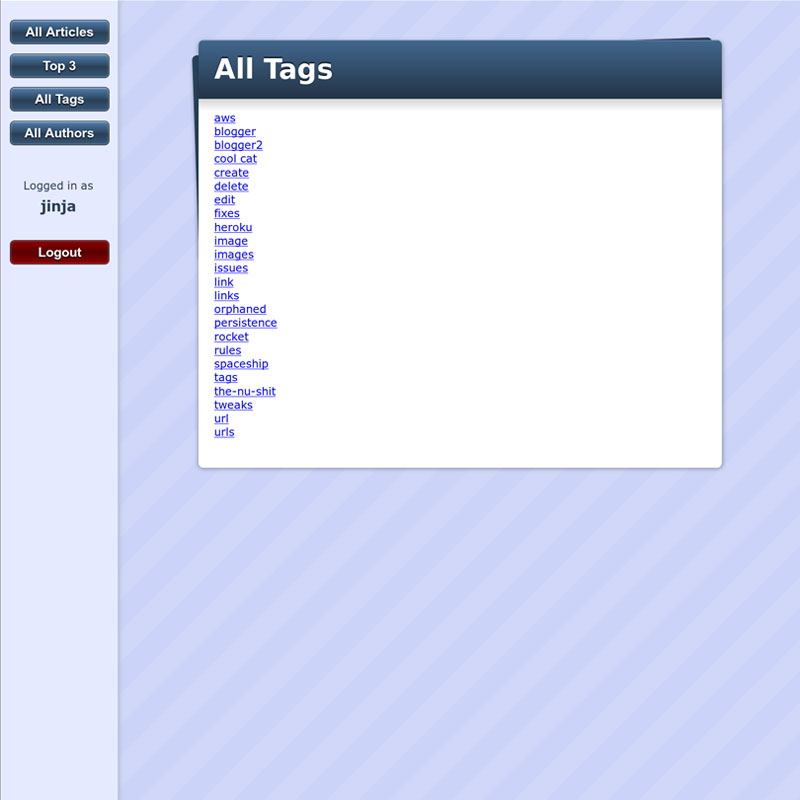 All Articles
Top 3
All Tags
All Authors
Logged in as
jinja
Logout
All Tags
aws
blogger
blogger2
cool cat
create
delete
edit
fixes
heroku
image
images
issues
link
links
orphaned
persistence
rocket
rules
spaceship
tags
the-nu-shit
tweaks
url
urls